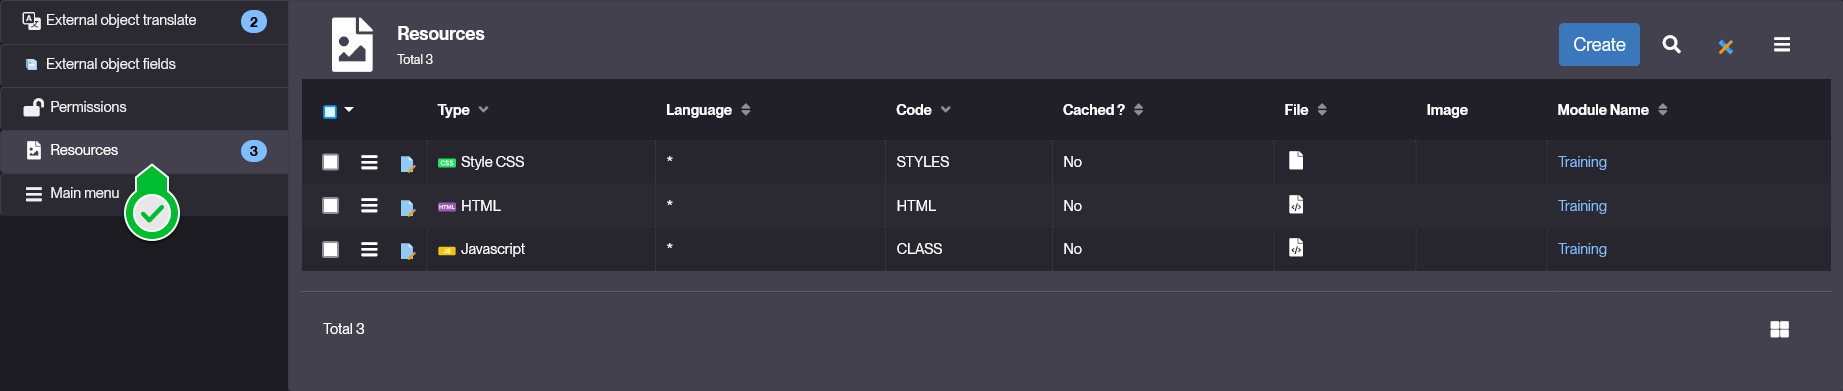 External object translate 2
External object fields
Permissions
Resources 3
Main menu
Resources
Total 3
Create
Type Language Code Cached ? File Image Module Name
CSS Style CSS * STYLES No Training
HTML HTML * HTML No Training
JS Javascript * CLASS No Training
Total 3